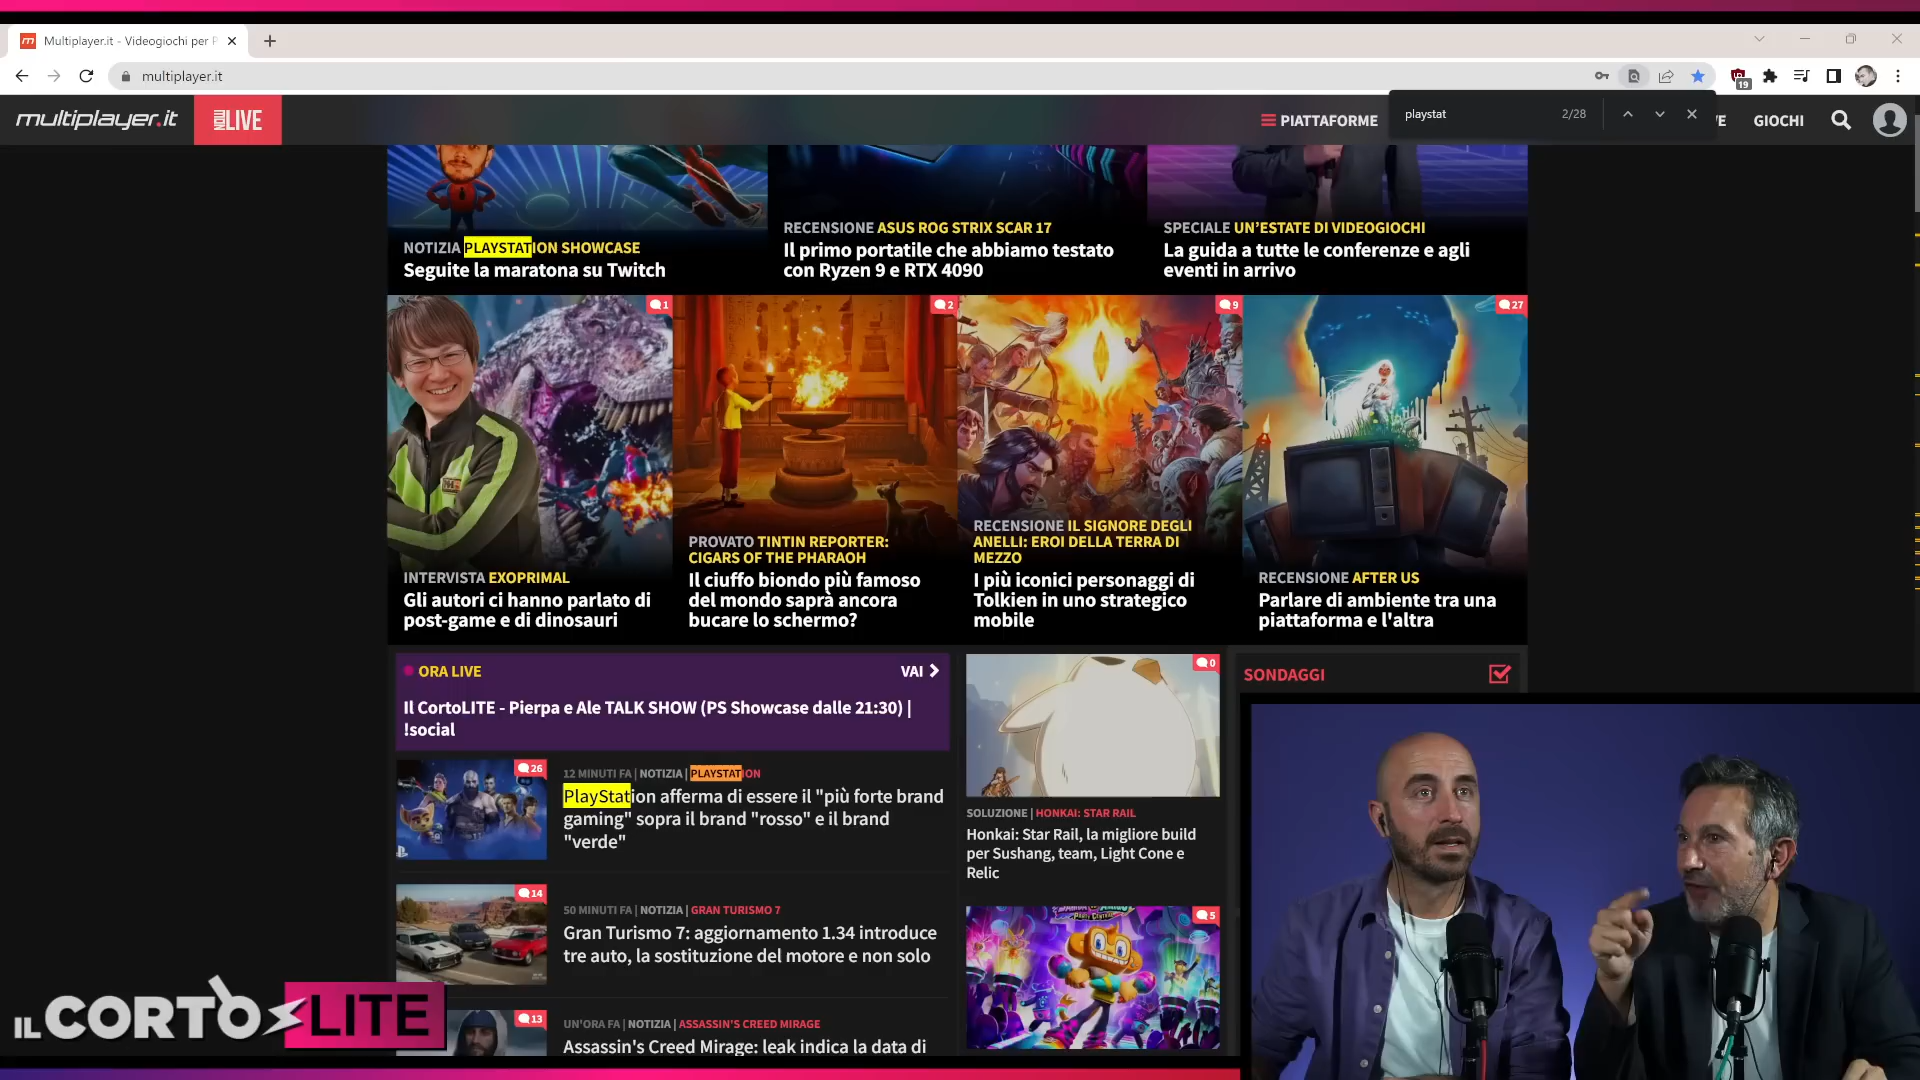 Multiplayer.it - Videogiochi per P
multiplayer.it
19
multiplayer.it
NOW LIVE
PIATTAFORME
playstat
2/28
VE
GIOCHI
NOTIZIA PLAYSTATION SHOWCASE
Seguite la maratona su Twitch
RECENSIONE ASUS ROG STRIX SCAR 17
Il primo portatile che abbiamo testato
con Ryzen 9 e RTX 4090
SPECIALE UN'ESTATE DI VIDEOGIOCHI
La guida a tutte le conferenze e agli
eventi in arrivo
1
INTERVISTA EXOPRIMAL
Gli autori ci hanno parlato di
post-game e di dinosauri
2
PROVATO TINTIN REPORTER:
CIGARS OF THE PHARAOH
Il ciuffo biondo più famoso
del mondo saprà ancora
bucare lo schermo?
9
RECENSIONE IL SIGNORE DEGLI
ANELLI: EROI DELLA TERRA DI
MEZZO
I più iconici personaggi di
Tolkien in uno strategico
mobile
27
RECENSIONE AFTER US
Parlare di ambiente tra una
piattaforma e l'altra
ORA LIVE
VAI
Il CortoLITE - Pierpa e Ale TALK SHOW (PS Showcase dalle 21:30) |
!social
26
12 MINUTI FA | NOTIZIA | PLAYSTATION
PlayStation afferma di essere il "più forte brand
gaming" sopra il brand "rosso" e il brand
"verde"
14
50 MINUTI FA | NOTIZIA | GRAN TURISMO 7
Gran Turismo 7: aggiornamento 1.34 introduce
tre auto, la sostituzione del motore e non solo
13
UN'ORA FA | NOTIZIA | ASSASSIN'S CREED MIRAGE
Assassin's Creed Mirage: leak indica la data di
0
SOLUZIONE | HONKAI: STAR RAIL
Honkai: Star Rail, la migliore build
per Sushang, team, Light Cone e
Relic
5
SONDAGGI
IL CORTO LITE